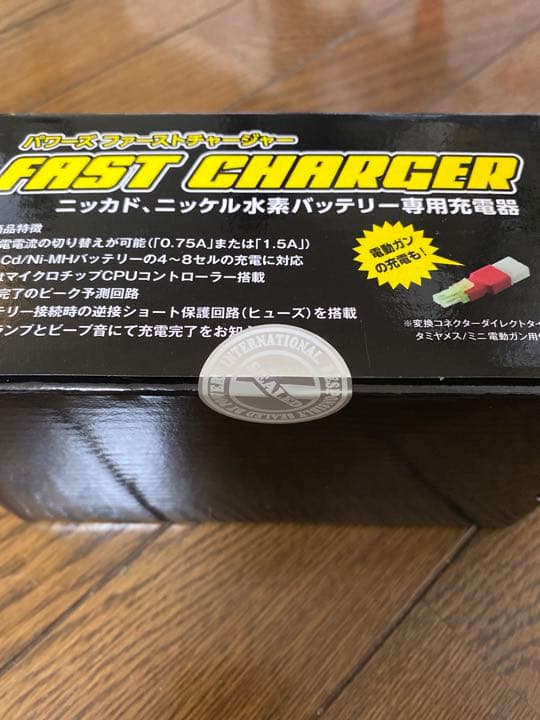 パワーズ ファーストチャージャー
FAST CHARGER
ニッカド、ニッケル水素バッテリー専用充電器
品特徴
電電流の切り替えが可能(「0.75A」または「1.5A」)
Cd/Ni-MHバッテリーの4〜8セルの充電に対応
はマイクロチップCPUコントローラー搭載
完了のピーク予測回路
テリー接続時の逆接ショート保護回路(ヒューズ)を搭載
ランプとビープ音にて充電完了をお知ら
電動ガン
の充電も!
※変換コネクターダイレクトタイ
タミヤメス/ミニ電動ガン用
INTERNATIONAL
SEALED